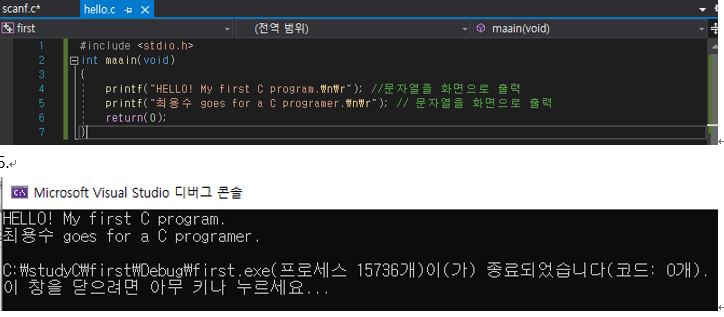 scanf.c*
hello.c
first (전역 범위) maain(void)
1 #include <stdio.h>
2 int maain(void)
3 {
4 printf("HELLO! My first C program.₩n₩r"); //문자열을 화면으로 출력
5 printf("최용수 goes for a C programer.₩n₩r"); // 문자열을 화면으로 출력
6 return(0);
7 }
5.
Microsoft Visual Studio 디버그 콘솔
HELLO! My first C program.
최용수 goes for a C programer.
C:₩studyC₩first₩Debug₩first.exe(프로세스 15736개)이(가) 종료되었습니다(코드: 0개).
이 창을 닫으려면 아무 키나 누르세요...